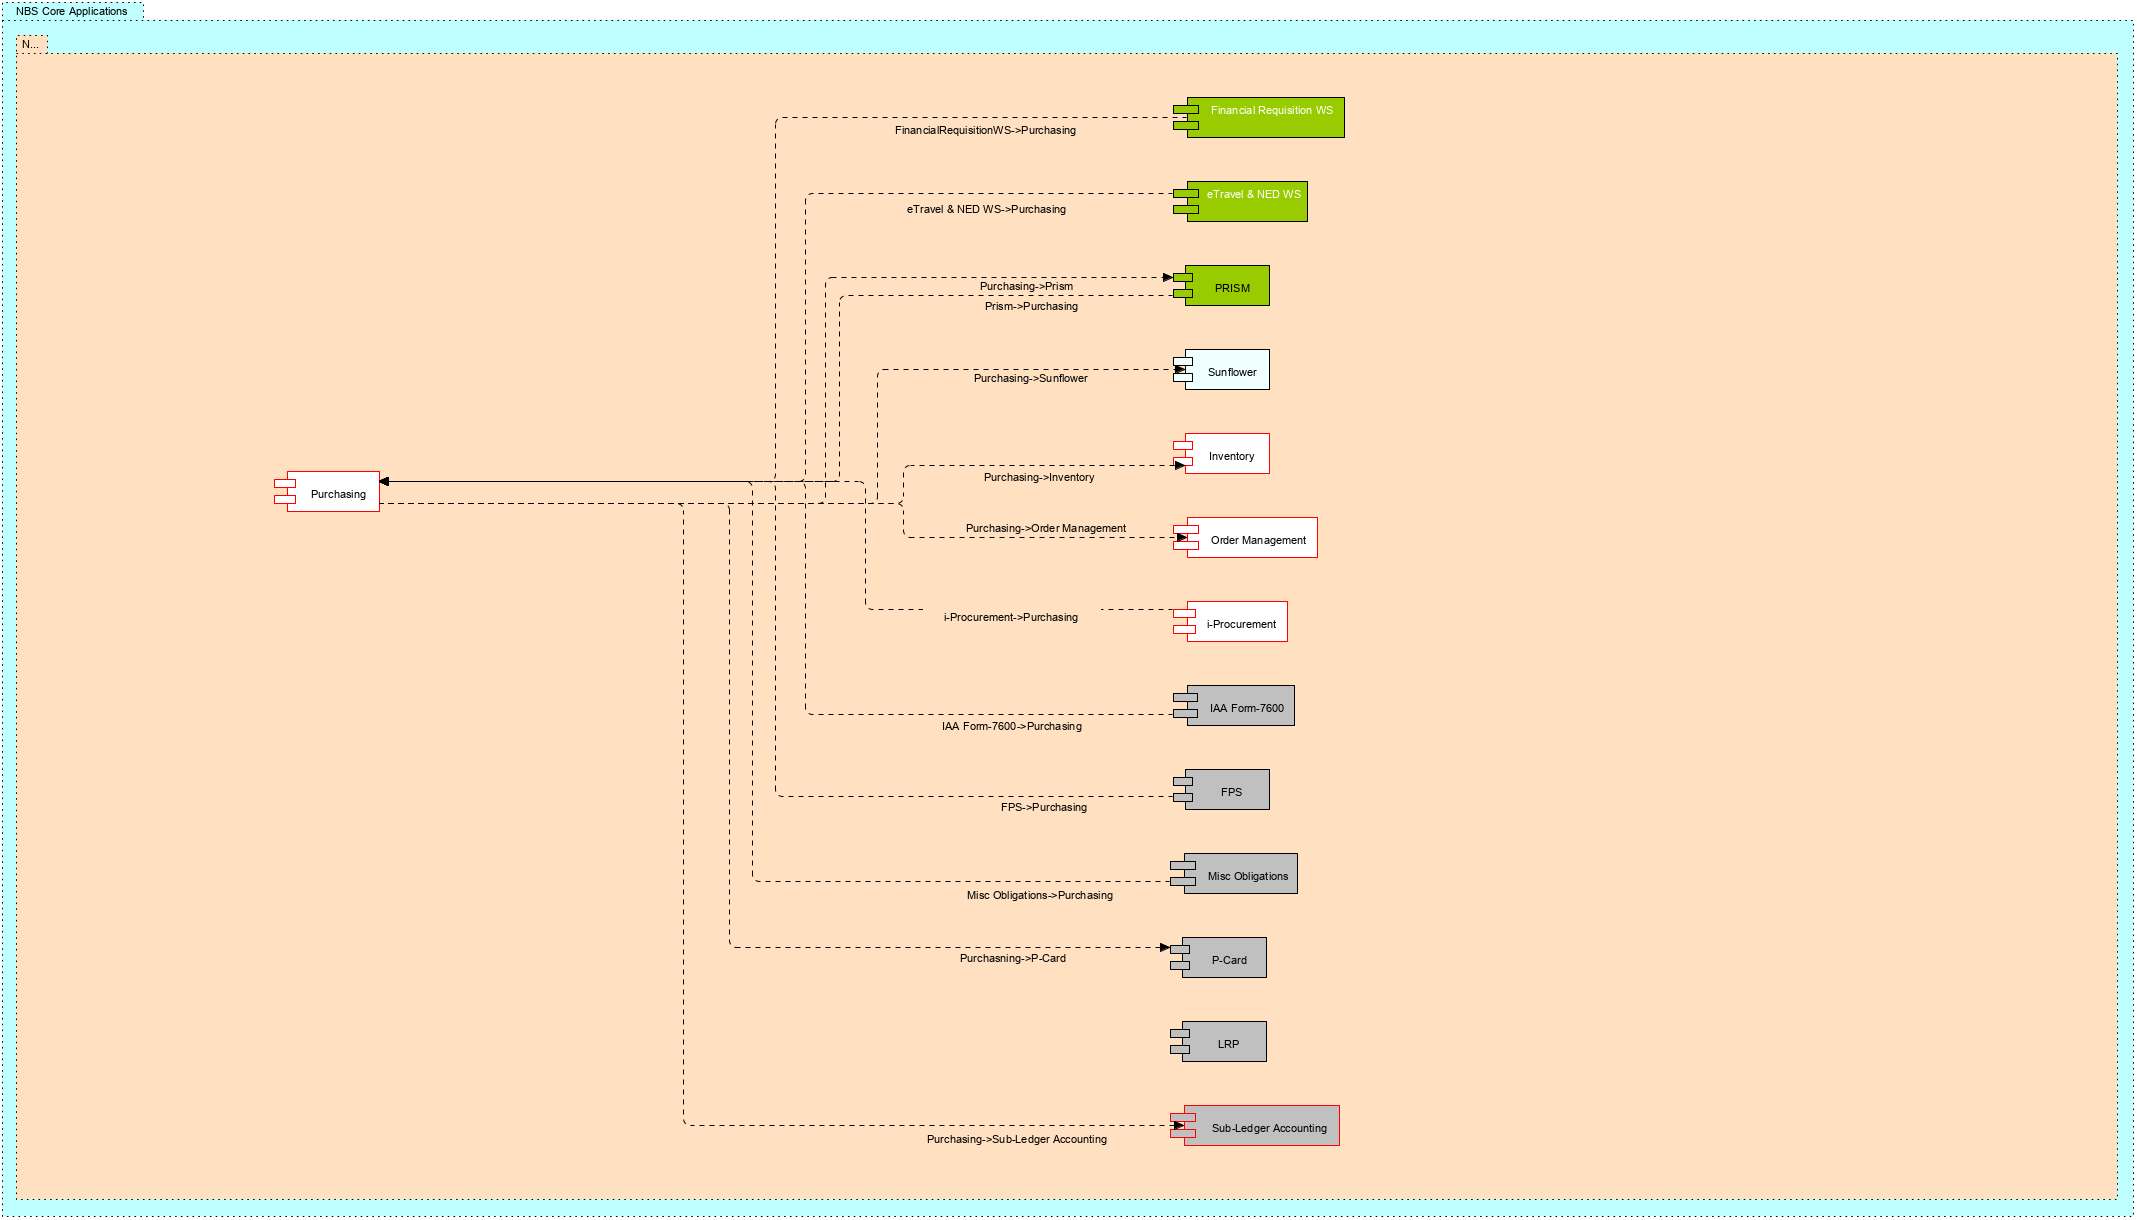 NBS Core Applications
N...
Financial Requisition WS
FinancialRequisitionWS->Purchasing
eTravel & NED WS
eTravel & NED WS->Purchasing
Purchasing->Prism
PRISM
Prism->Purchasing
Sunflower
Purchasing->Sunflower
Inventory
Purchasing->Inventory
Purchasing
Purchasing->Order Management
Order Management
i-Procurement->Purchasing
i-Procurement
IAA Form-7600
IAA Form-7600->Purchasing
FPS
FPS->Purchasing
Misc Obligations
Misc Obligations->Purchasing
Purchasning->P-Card
P-Card
LRP
Sub-Ledger Accounting
Purchasing->Sub-Ledger Accounting